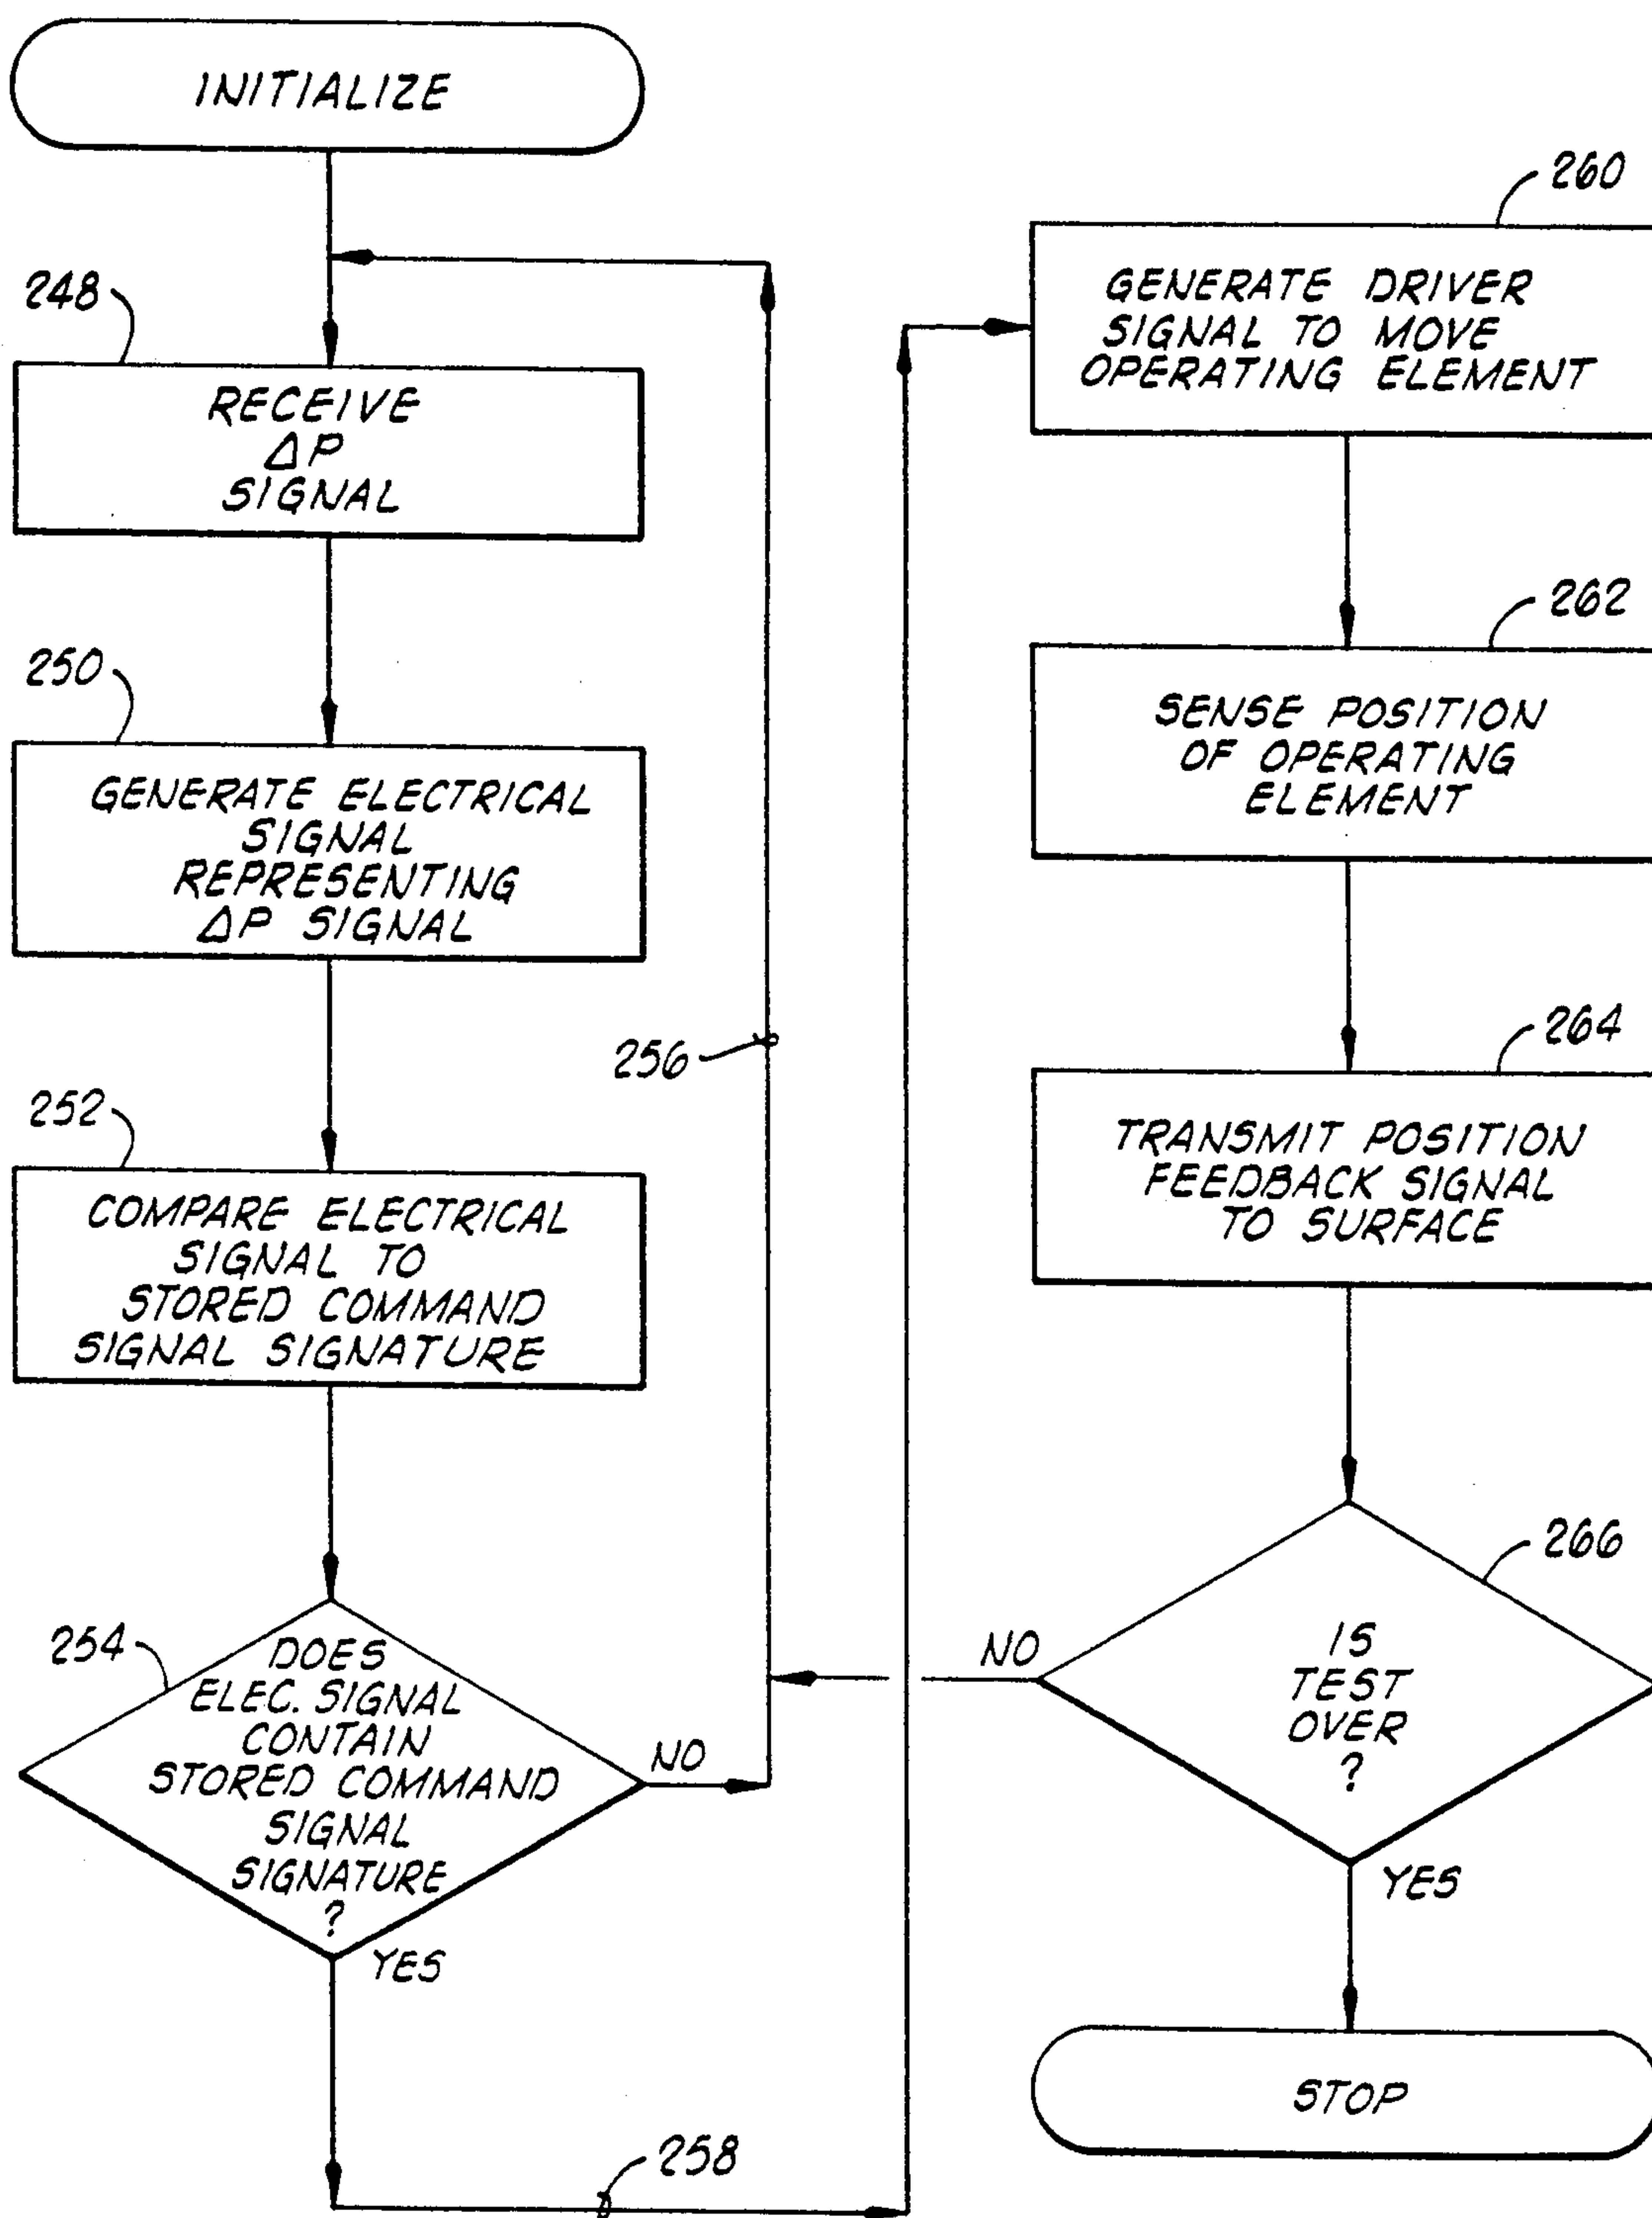 INITIALIZE
248
RECEIVE
ΔP
SIGNAL
250
GENERATE ELECTRICAL
SIGNAL
REPRESENTING
ΔP SIGNAL
256
252
COMPARE ELECTRICAL
SIGNAL TO
STORED COMMAND
SIGNAL SIGNATURE
254
DOES
ELEC. SIGNAL
CONTAIN
STORED COMMAND
SIGNAL
SIGNATURE
?
NO
YES
258
260
GENERATE DRIVER
SIGNAL TO MOVE
OPERATING ELEMENT
262
SENSE POSITION
OF OPERATING
ELEMENT
264
TRANSMIT POSITION
FEEDBACK SIGNAL
TO SURFACE
266
NO
IS
TEST
OVER
?
YES
STOP